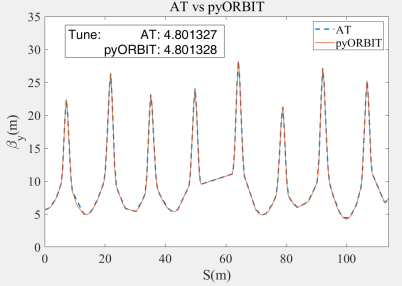 AT vs pyORBIT
Tune: AT: 4.801327
pyORBIT: 4.801328
AT
pyORBIT
35
30
25
20
15
10
5
0
β_y(m)
0 20 40 60 80 100
S(m)